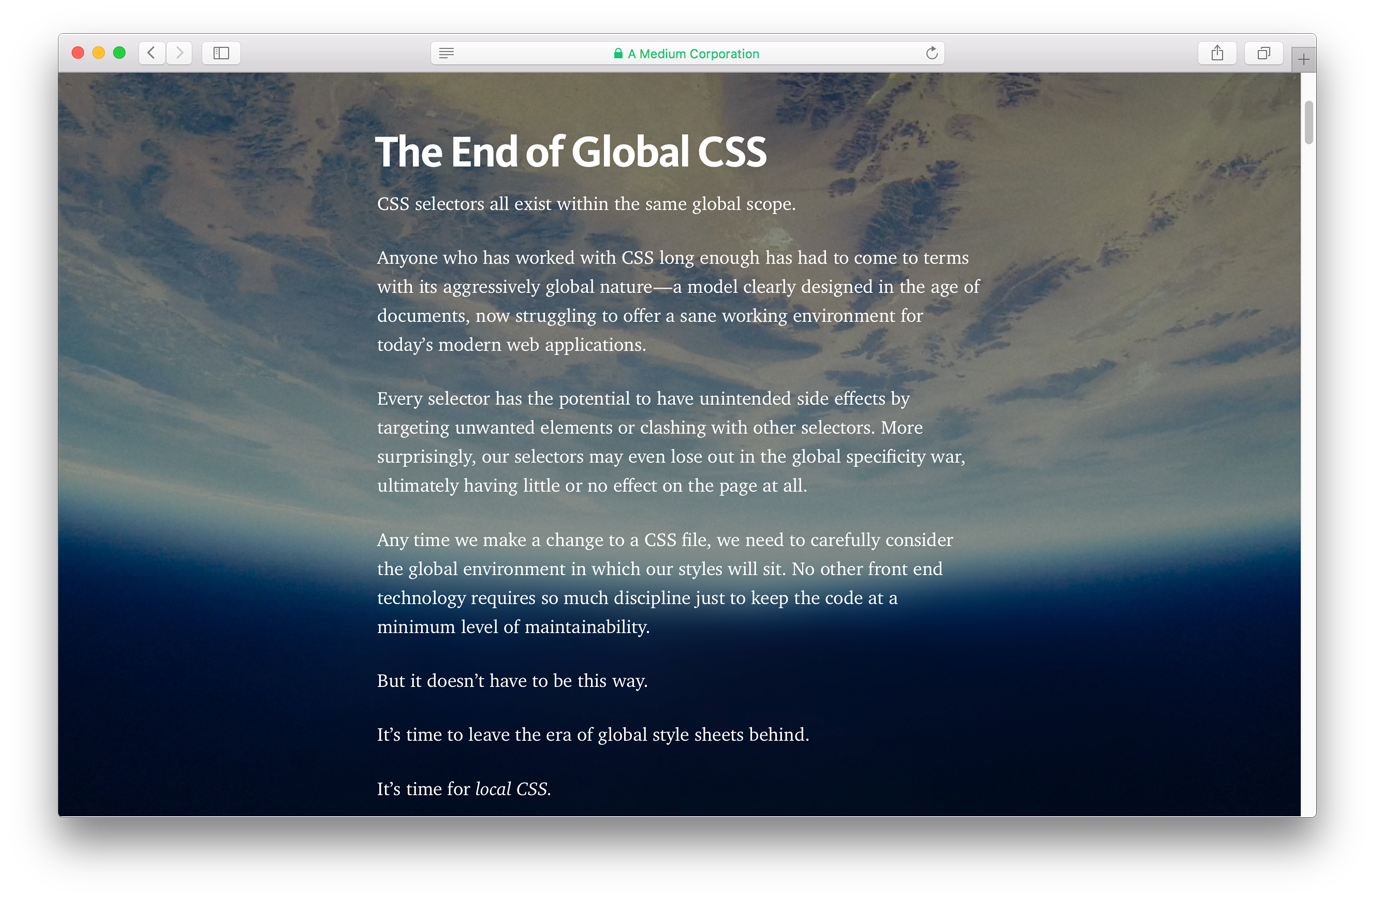 A Medium Corporation
The End of Global CSS
CSS selectors all exist within the same global scope.
Anyone who has worked with CSS long enough has had to come to terms
with its aggressively global nature—a model clearly designed in the age of
documents, now struggling to offer a sane working environment for
today’s modern web applications.
Every selector has the potential to have unintended side effects by
targeting unwanted elements or clashing with other selectors. More
surprisingly, our selectors may even lose out in the global specificity war,
ultimately having little or no effect on the page at all.
Any time we make a change to a CSS file, we need to carefully consider
the global environment in which our styles will sit. No other front end
technology requires so much discipline just to keep the code at a
minimum level of maintainability.
But it doesn’t have to be this way.
It’s time to leave the era of global style sheets behind.
It’s time for local CSS.